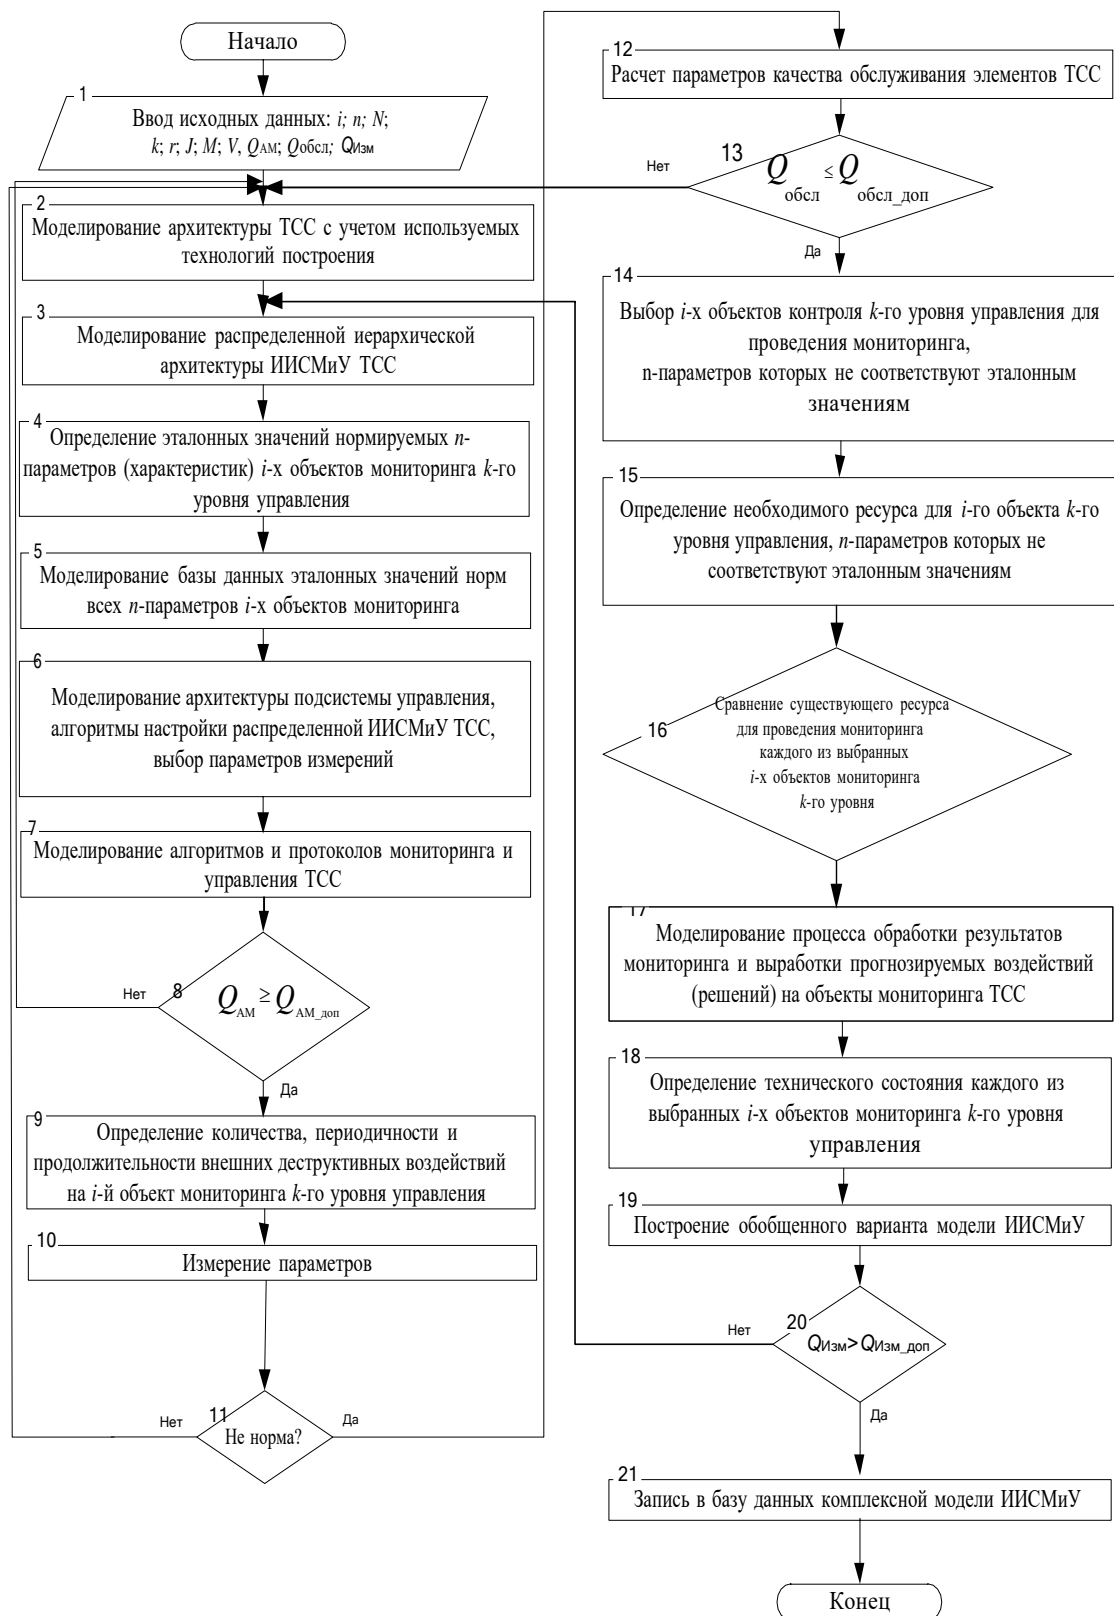 Начало
1
Ввод исходных данных: i; n; N;
k; r; J; M; V, QАМ; Qобсл; QИзм
2
Моделирование архитектуры ТСС с учетом используемых
технологий построения
3
Моделирование распределенной иерархической
архитектуры ИИСМиУ ТСС
4
Определение эталонных значений нормируемых n-
параметров (характеристик) i-х объектов мониторинга k-го
уровня управления
5
Моделирование базы данных эталонных значений норм
всех n-параметров i-х объектов мониторинга
6
Моделирование архитектуры подсистемы управления,
алгоритмы настройки распределенной ИИСМиУ ТСС,
выбор параметров измерений
7
Моделирование алгоритмов и протоколов мониторинга и
управления ТСС
Нет
8
QАМ ≥ QАМ_доп
Да
9
Определение количества, периодичности и
продолжительности внешних деструктивных воздействий
на i-й объект мониторинга k-го уровня управления
10
Измерение параметров
Нет
11
Не норма?
Да
12
Расчет параметров качества обслуживания элементов ТСС
Нет
13
Qобсл ≤ Qобсл_доп
Да
14
Выбор i-х объектов контроля k-го уровня управления для
проведения мониторинга,
n-параметров которых не соответствуют эталонным
значениям
15
Определение необходимого ресурса для i-го объекта k-го
уровня управления, n-параметров которых не
соответствуют эталонным значениям
16
Сравнение существующего ресурса
для проведения мониторинга
каждого из выбранных
i-х объектов мониторинга
k-го уровня
17
Моделирование процесса обработки результатов
мониторинга и выработки прогнозируемых воздействий
(решений) на объекты мониторинга ТСС
18
Определение технического состояния каждого из
выбранных i-х объектов мониторинга k-го уровня
управления
19
Построение обобщенного варианта модели ИИСМиУ
Нет
20
QИзм>QИзм_доп
Да
21
Запись в базу данных комплексной модели ИИСМиУ
Конец